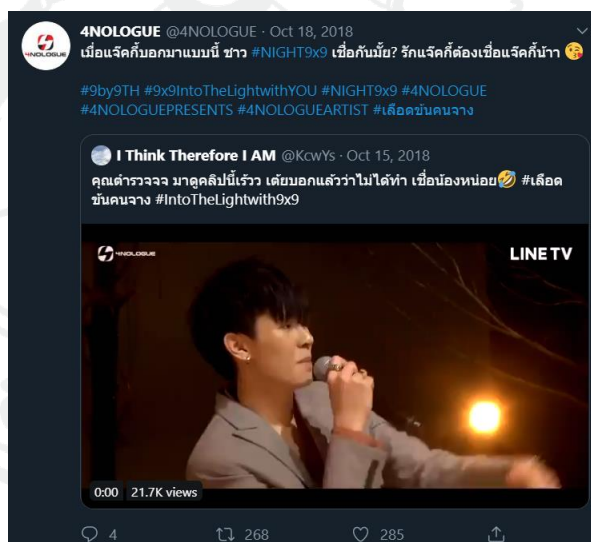 4NOLOGUE @4NOLOGUE · Oct 18, 2018
เมื่อแจ๊คกี้บอกมาแบบนี้ ชาว #NIGHT9x9 เชื่อกันมั้ย? รักแจ๊คกี้ต้องเชื่อแจ๊คกี้น้าา 😘
#9by9TH #9x9IntoTheLightwithYOU #NIGHT9x9 #4NOLOGUE
#4NOLOGUEPRESENTS #4NOLOGUEARTIST #เลือดข้นคนจาง
I Think Therefore I AM @KcwYs · Oct 15, 2018
คุณตำรวจจจ มาดูคลิปนี้เร็วว เต้ยบอกแล้วว่าไม่ได้ทำ เชื่อน้องหน่อย🤣 #เลือด
ข้นคนจาง #IntoTheLightwith9x9
4NOLOGUE
LINE TV
0:00 21.7K views
4 268 285